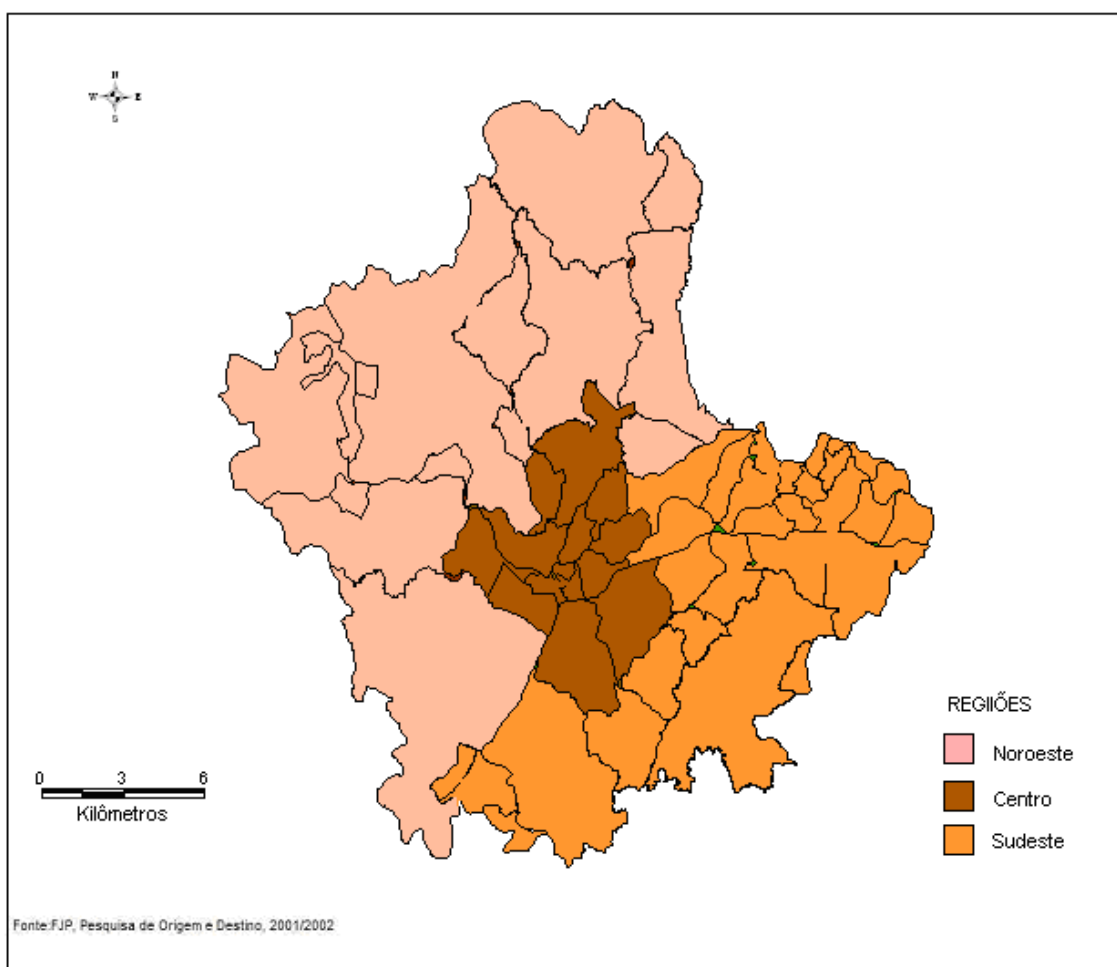 N
W E
S
REGIIÕES
Noroeste
Centro
Sudeste
0 3 6
Kilômetros
Fonte:FJP, Pesquisa de Origem e Destino, 2001/2002